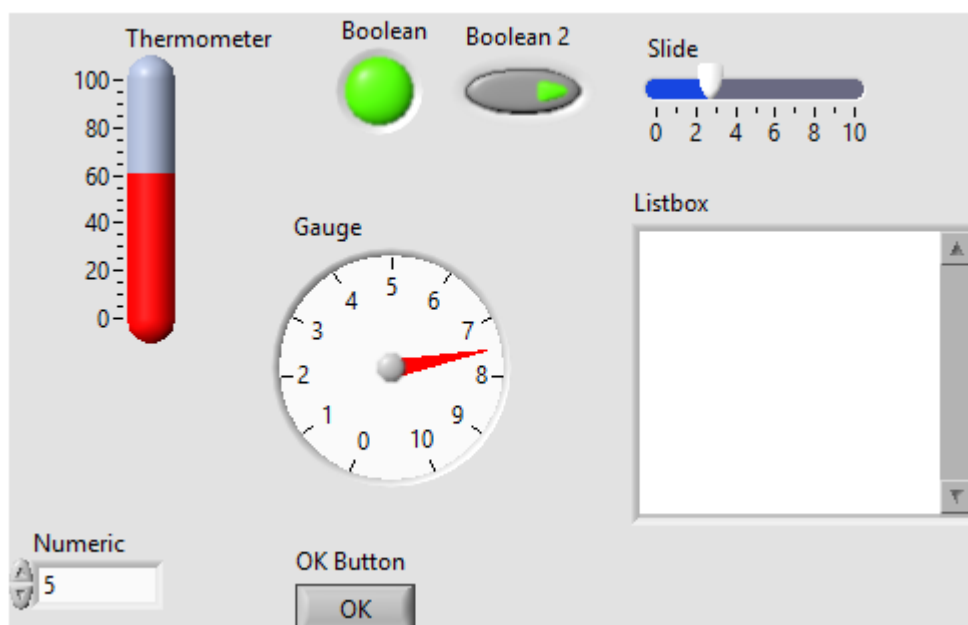 Thermometer
100
80
60
40
20
0
Boolean
Boolean 2
Slide
0 2 4 6 8 10
Gauge
0
1
2
3
4
5
6
7
8
9
10
Listbox
Numeric
5
OK Button
OK